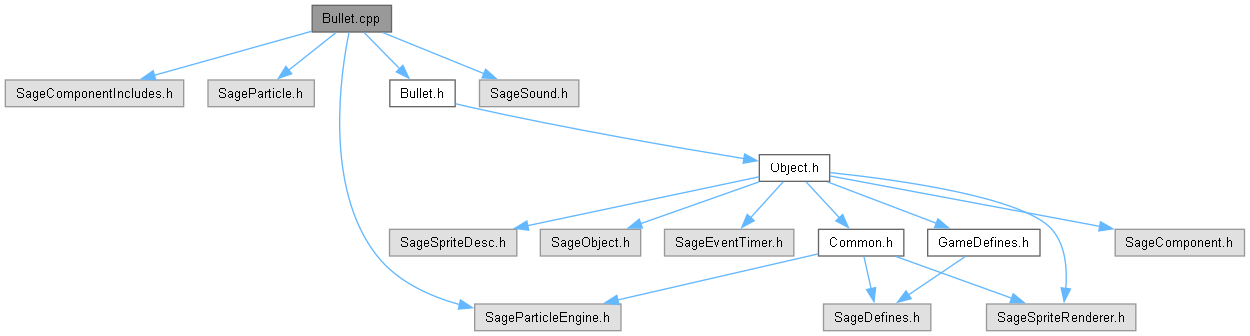 Bullet.cpp
SageComponentIncludes.h
SageParticle.h
Bullet.h
SageSound.h
Object.h
SageSpriteDesc.h
SageObject.h
SageEventTimer.h
Common.h
GameDefines.h
SageComponent.h
SageParticleEngine.h
SageDefines.h
SageSpriteRenderer.h